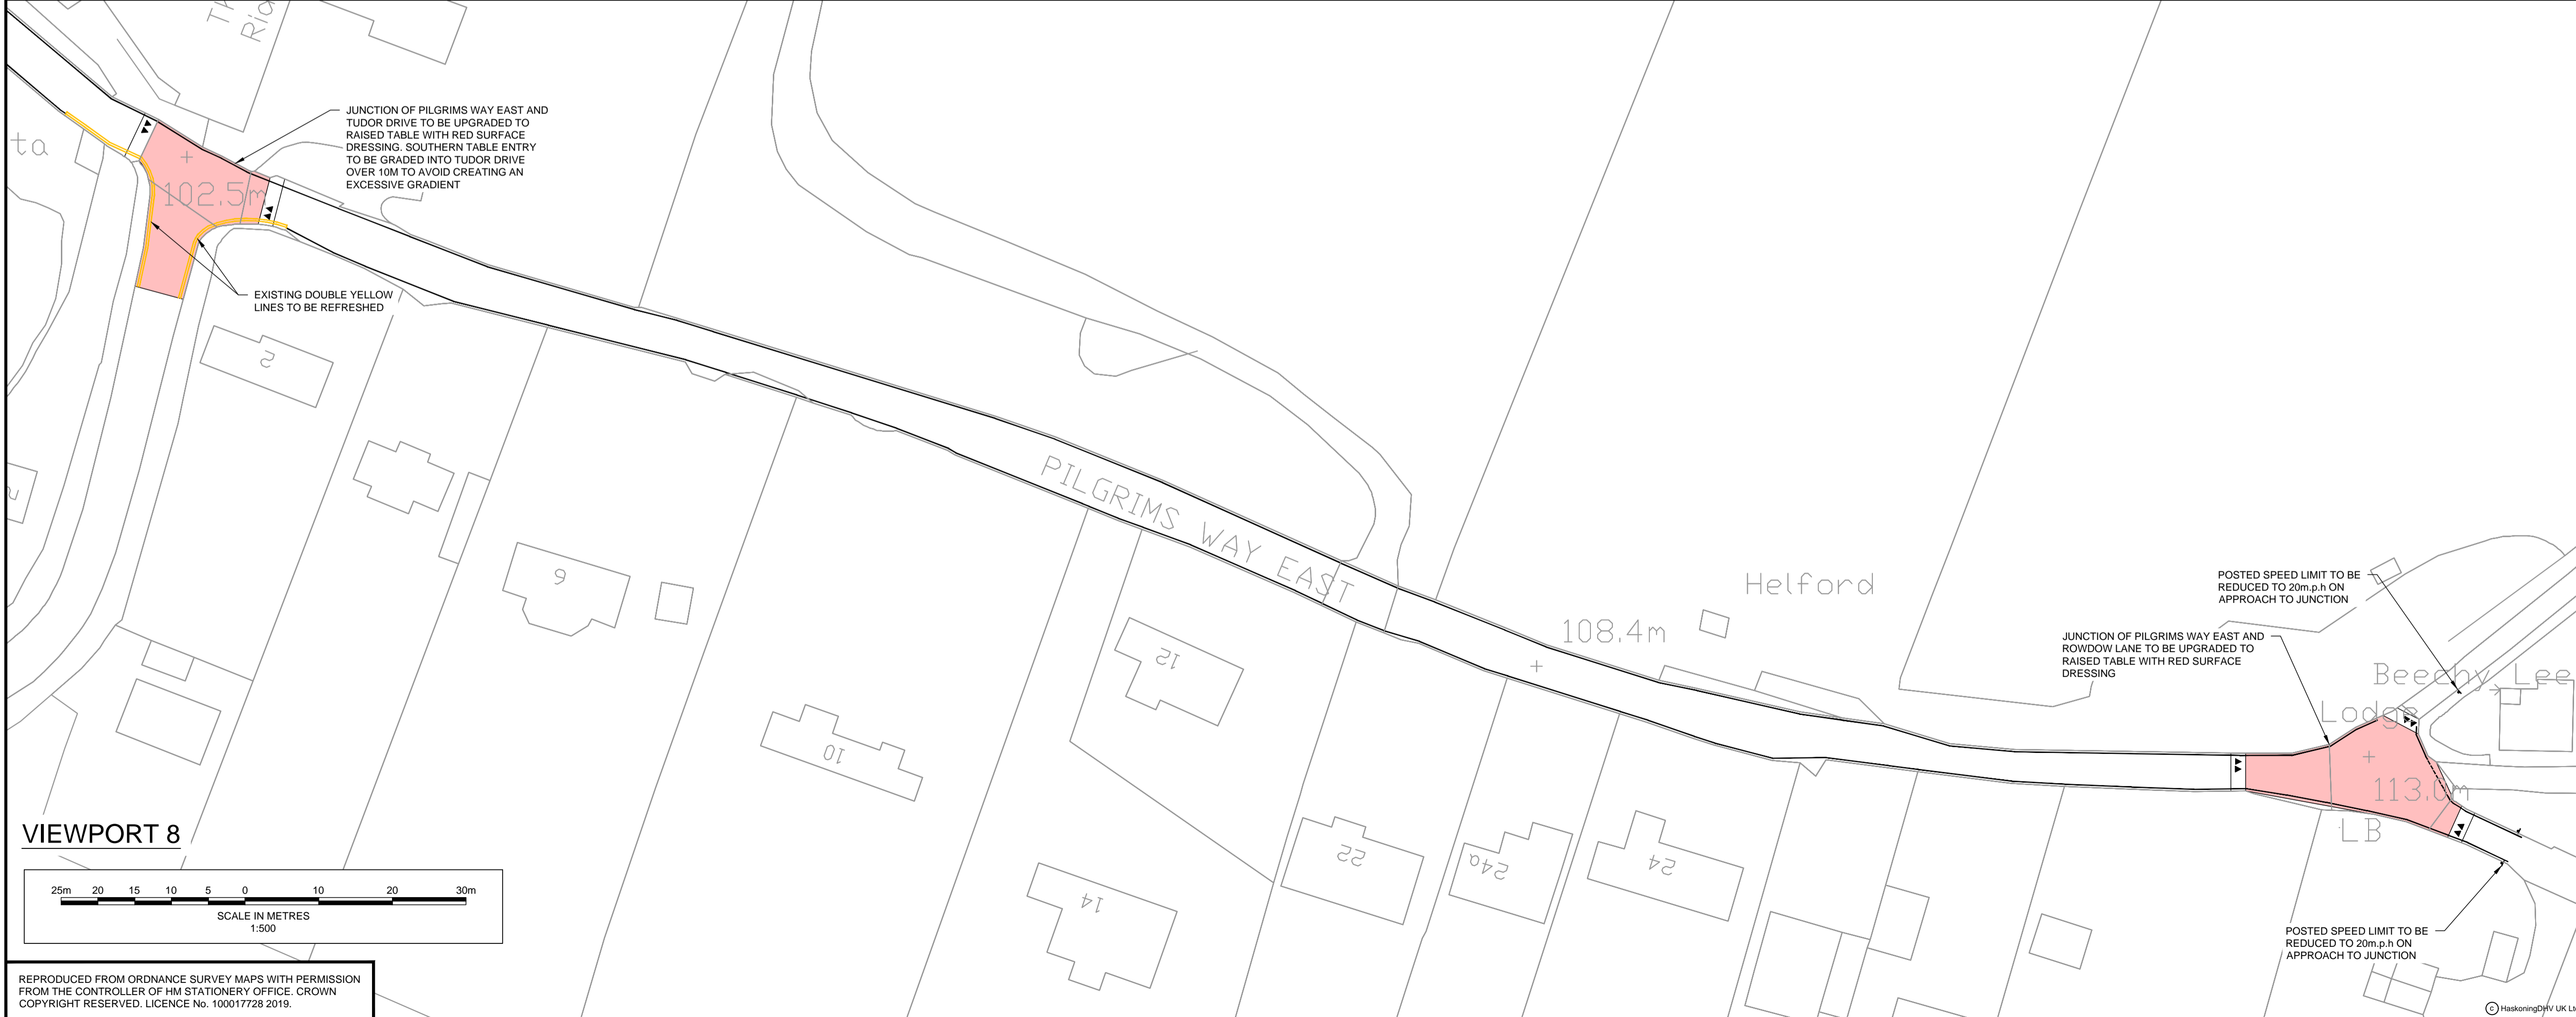 JUNCTION OF PILGRIMS WAY EAST AND
TUDOR DRIVE TO BE UPGRADED TO
RAISED TABLE WITH RED SURFACE
DRESSING. SOUTHERN TABLE ENTRY
TO BE GRADED INTO TUDOR DRIVE
OVER 10M TO AVOID CREATING AN
EXCESSIVE GRADIENT
ta
102.5m
EXISTING DOUBLE YELLOW
LINES TO BE REFRESHED
2
9
10
12
14
22
24a
24
PILGRIMS WAY EAST
Helford
108.4m
POSTED SPEED LIMIT TO BE
REDUCED TO 20m.p.h ON
APPROACH TO JUNCTION
JUNCTION OF PILGRIMS WAY EAST AND
ROWDOW LANE TO BE UPGRADED TO
RAISED TABLE WITH RED SURFACE
DRESSING
Beechy Lee
Lodge
113.0m
LB
POSTED SPEED LIMIT TO BE
REDUCED TO 20m.p.h ON
APPROACH TO JUNCTION
VIEWPORT 8
25m 20 15 10 5 0 10 20 30m
SCALE IN METRES
1:500
REPRODUCED FROM ORDNANCE SURVEY MAPS WITH PERMISSION
FROM THE CONTROLLER OF HM STATIONERY OFFICE. CROWN
COPYRIGHT RESERVED. LICENCE No. 100017728 2019.
© HaskoningDHV UK